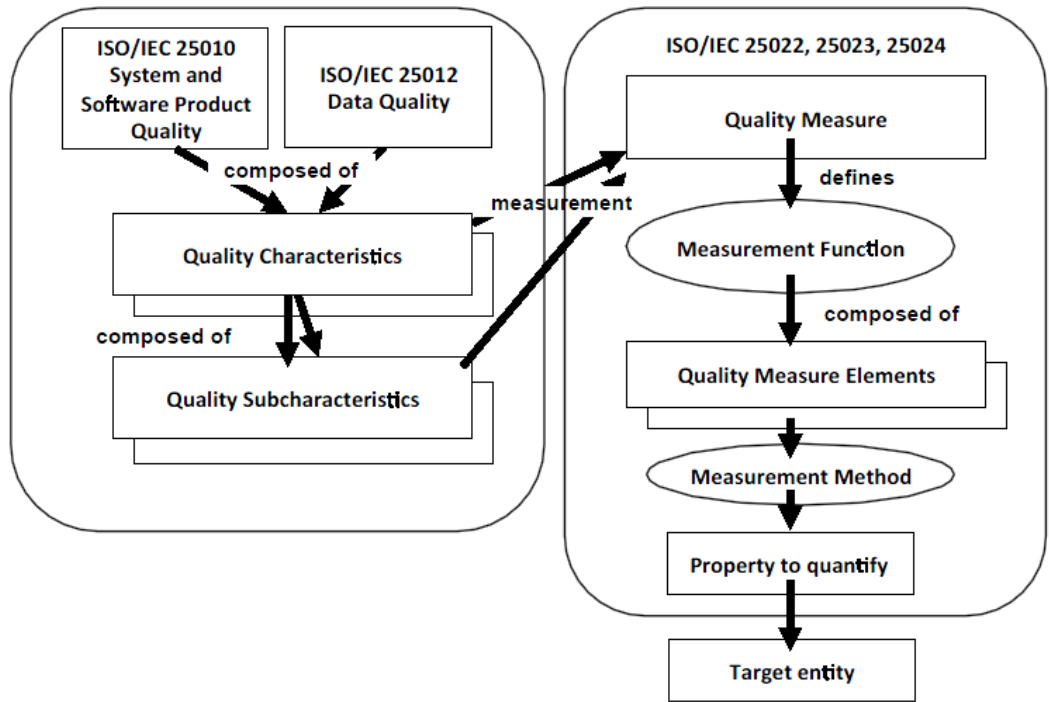 ISO/IEC 25010
System and
Software Product
Quality
ISO/IEC 25012
Data Quality
composed of
Quality Characteristics
composed of
Quality Subcharacteristics
measurement
ISO/IEC 25022, 25023, 25024
Quality Measure
defines
Measurement Function
composed of
Quality Measure Elements
Measurement Method
Property to quantify
Target entity